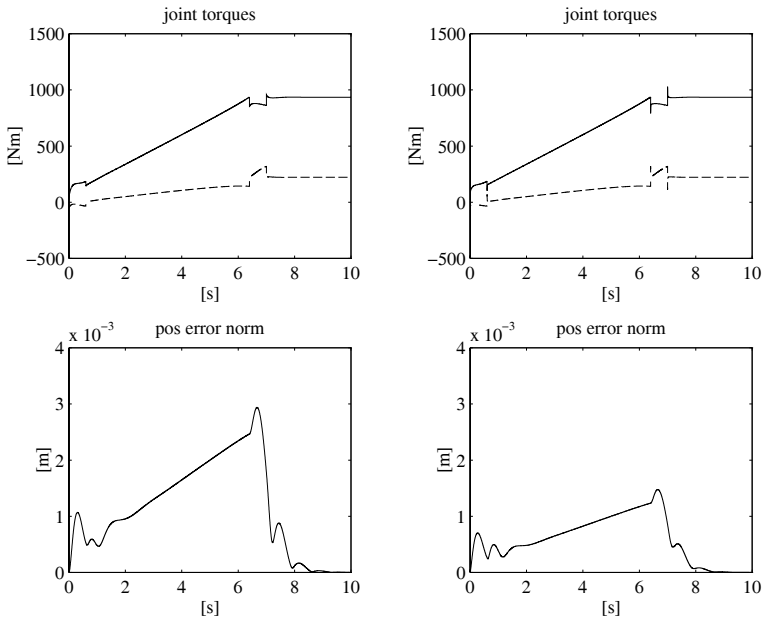 joint torques
1500
1000
500
0
−500
[Nm]
0 2 4 6 8 10
[s]
joint torques
1500
1000
500
0
−500
[Nm]
0 2 4 6 8 10
[s]
x 10−3
pos error norm
4
3
2
1
0
[m]
0 2 4 6 8 10
[s]
x 10−3
pos error norm
4
3
2
1
0
[m]
0 2 4 6 8 10
[s]